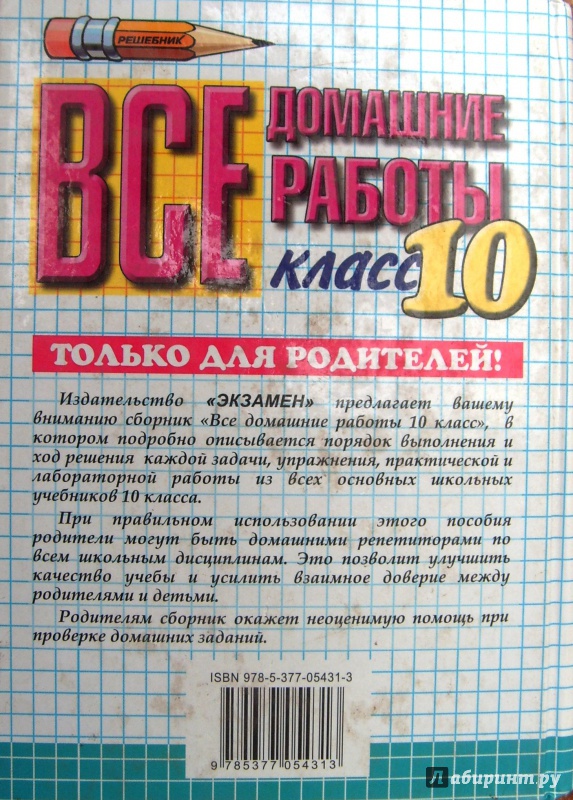 РЕШЕБНИК
ВСЕ
ДОМАШНИЕ
РАБОТЫ
класс 10
ТОЛЬКО ДЛЯ РОДИТЕЛЕЙ!
Издательство «ЭКЗАМЕН» предлагает вашему
вниманию сборник «Все домашние работы 10 класс», в
котором подробно описывается порядок выполнения и
ход решения каждой задачи, упражнения, практической и
лабораторной работы из всех основных школьных
учебников 10 класса.
При правильном использовании этого пособия
родители могут быть домашними репетиторами по
всем школьным дисциплинам. Это позволит улучшить
качество учебы и усилить взаимное доверие между
родителями и детьми.
Родителям сборник окажет неоценимую помощь при
проверке домашних заданий.
ISBN 978-5-377-05431-3
9 785377 054313
Лабиринт.ру